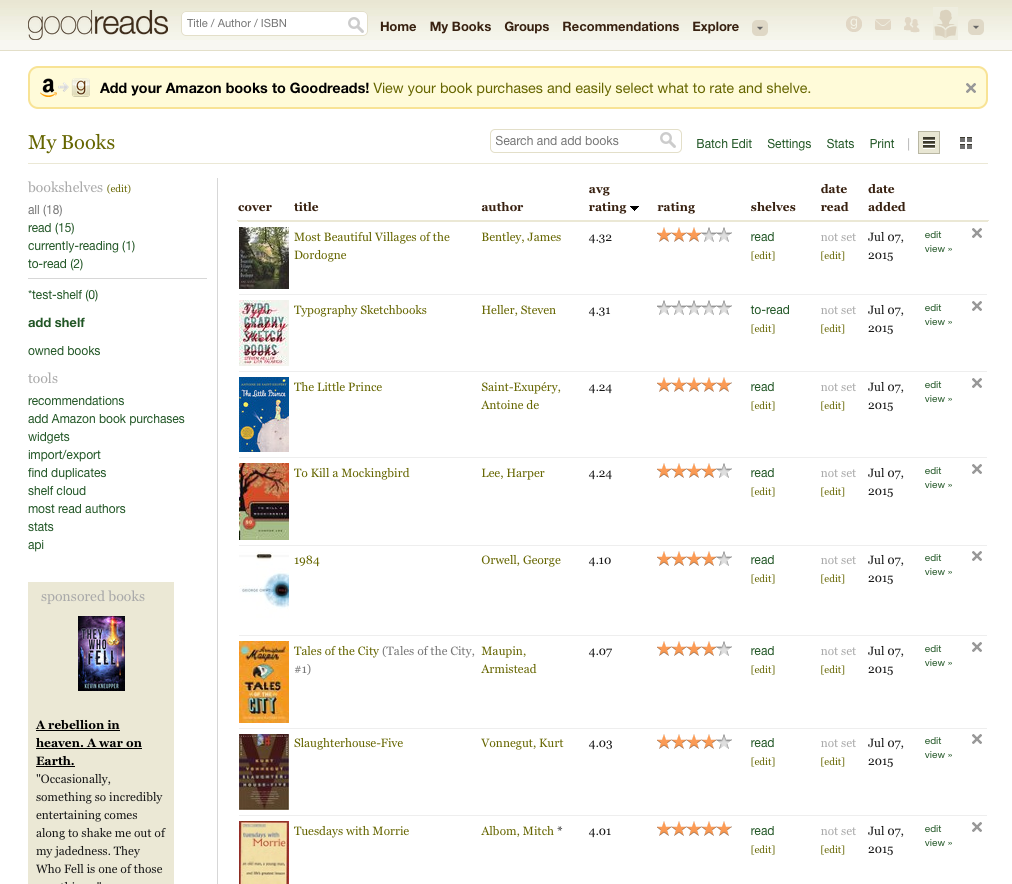 goodreads
Title / Author / ISBN
Home My Books Groups Recommendations Explore
Add your Amazon books to Goodreads! View your book purchases and easily select what to rate and shelve.
My Books
Search and add books
Batch Edit Settings Stats Print
bookshelves (edit)
all (18)
read (15)
currently-reading (1)
to-read (2)
*test-shelf (0)
add shelf
owned books
tools
recommendations
add Amazon book purchases
widgets
import/export
find duplicates
shelf cloud
most read authors
stats
api
sponsored books
THEY
WHO
FELL
KEVIN KNEUPPER
A rebellion in
heaven. A war on
Earth.
"Occasionally,
something so incredibly
entertaining comes
along to shake me out of
my jadedness. They
Who Fell is one of those
cover title author avg rating rating shelves date read date added
Most Beautiful Villages of the Bentley, James 4.32 read not set Jul 07, edit
Dordogne [edit] [edit] 2015 view »
Typography Sketchbooks Heller, Steven 4.31 to-read not set Jul 07, edit
[edit] [edit] 2015 view »
The Little Prince Saint-Exupéry, 4.24 read not set Jul 07, edit
Antoine de [edit] [edit] 2015 view »
To Kill a Mockingbird Lee, Harper 4.24 read not set Jul 07, edit
[edit] [edit] 2015 view »
1984 Orwell, George 4.10 read not set Jul 07, edit
[edit] [edit] 2015 view »
Tales of the City (Tales of the City, Maupin, 4.07 read not set Jul 07, edit
#1) Armistead [edit] [edit] 2015 view »
Slaughterhouse-Five Vonnegut, Kurt 4.03 read not set Jul 07, edit
[edit] [edit] 2015 view »
Tuesdays with Morrie Albom, Mitch * 4.01 read not set Jul 07, edit
[edit] [edit] 2015 view »